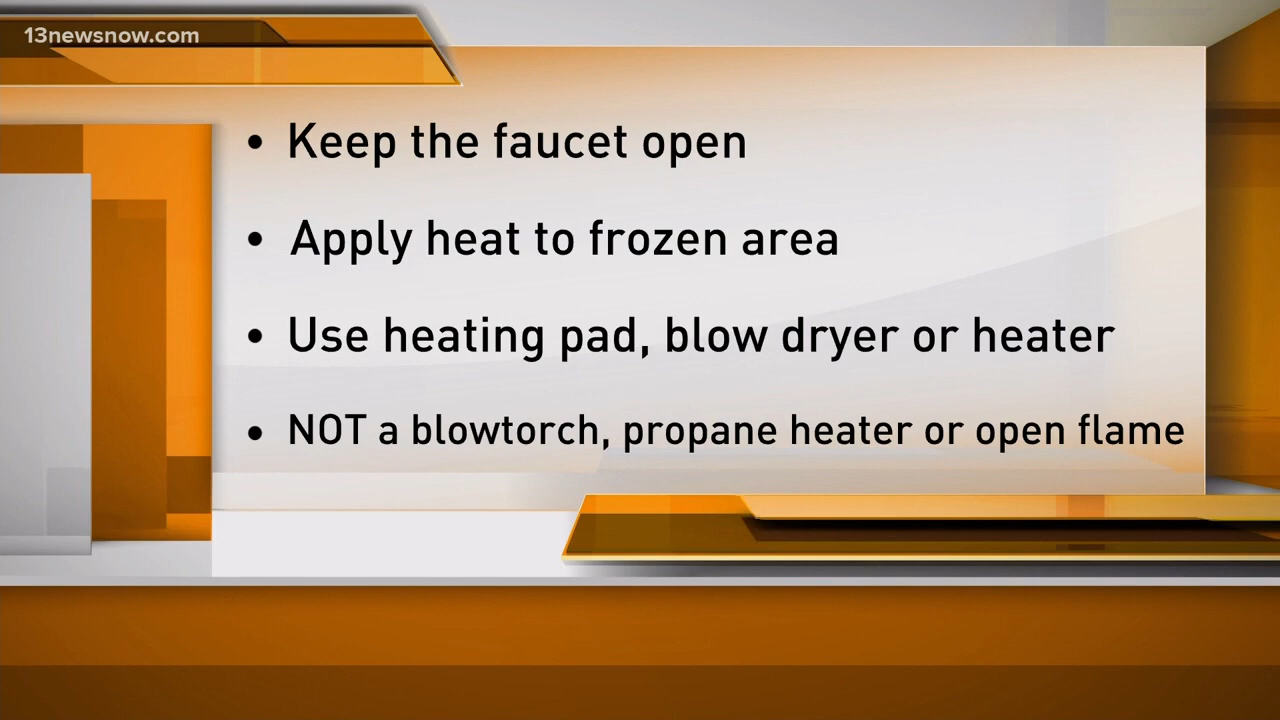 13newsnow.com
• Keep the faucet open
• Apply heat to frozen area
• Use heating pad, blow dryer or heater
• NOT a blowtorch, propane heater or open flame